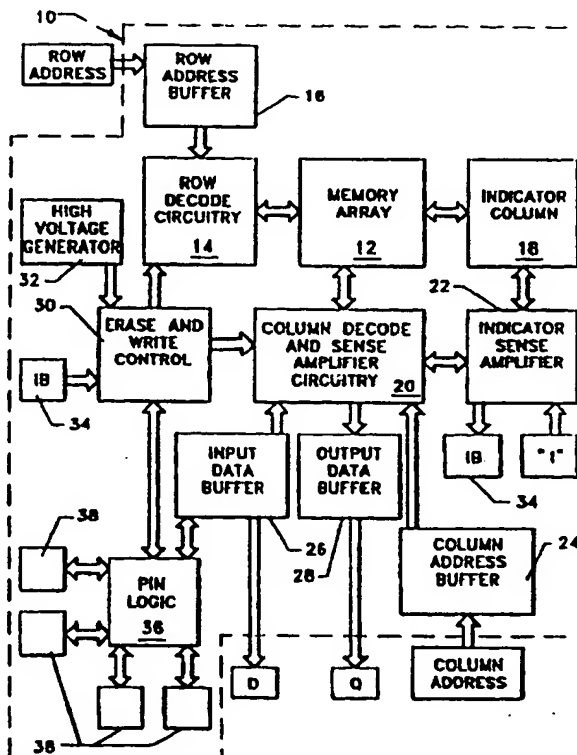 10
ROW
ADDRESS
ROW
ADDRESS
BUFFER
16
HIGH
VOLTAGE
GENERATOR
32
ROW
DECODE
CIRCUITRY
14
MEMORY
ARRAY
12
INDICATOR
COLUMN
18
30
ERASE AND
WRITE
CONTROL
COLUMN DECODE
AND SENSE
AMPLIFIER
CIRCUITRY
20
22
INDICATOR
SENSE
AMPLIFIER
IB
34
INPUT
DATA
BUFFER
26
OUTPUT
DATA
BUFFER
28
IB
34
"1"
38
PIN
LOGIC
36
COLUMN
ADDRESS
BUFFER
24
D
Q
COLUMN
ADDRESS
38